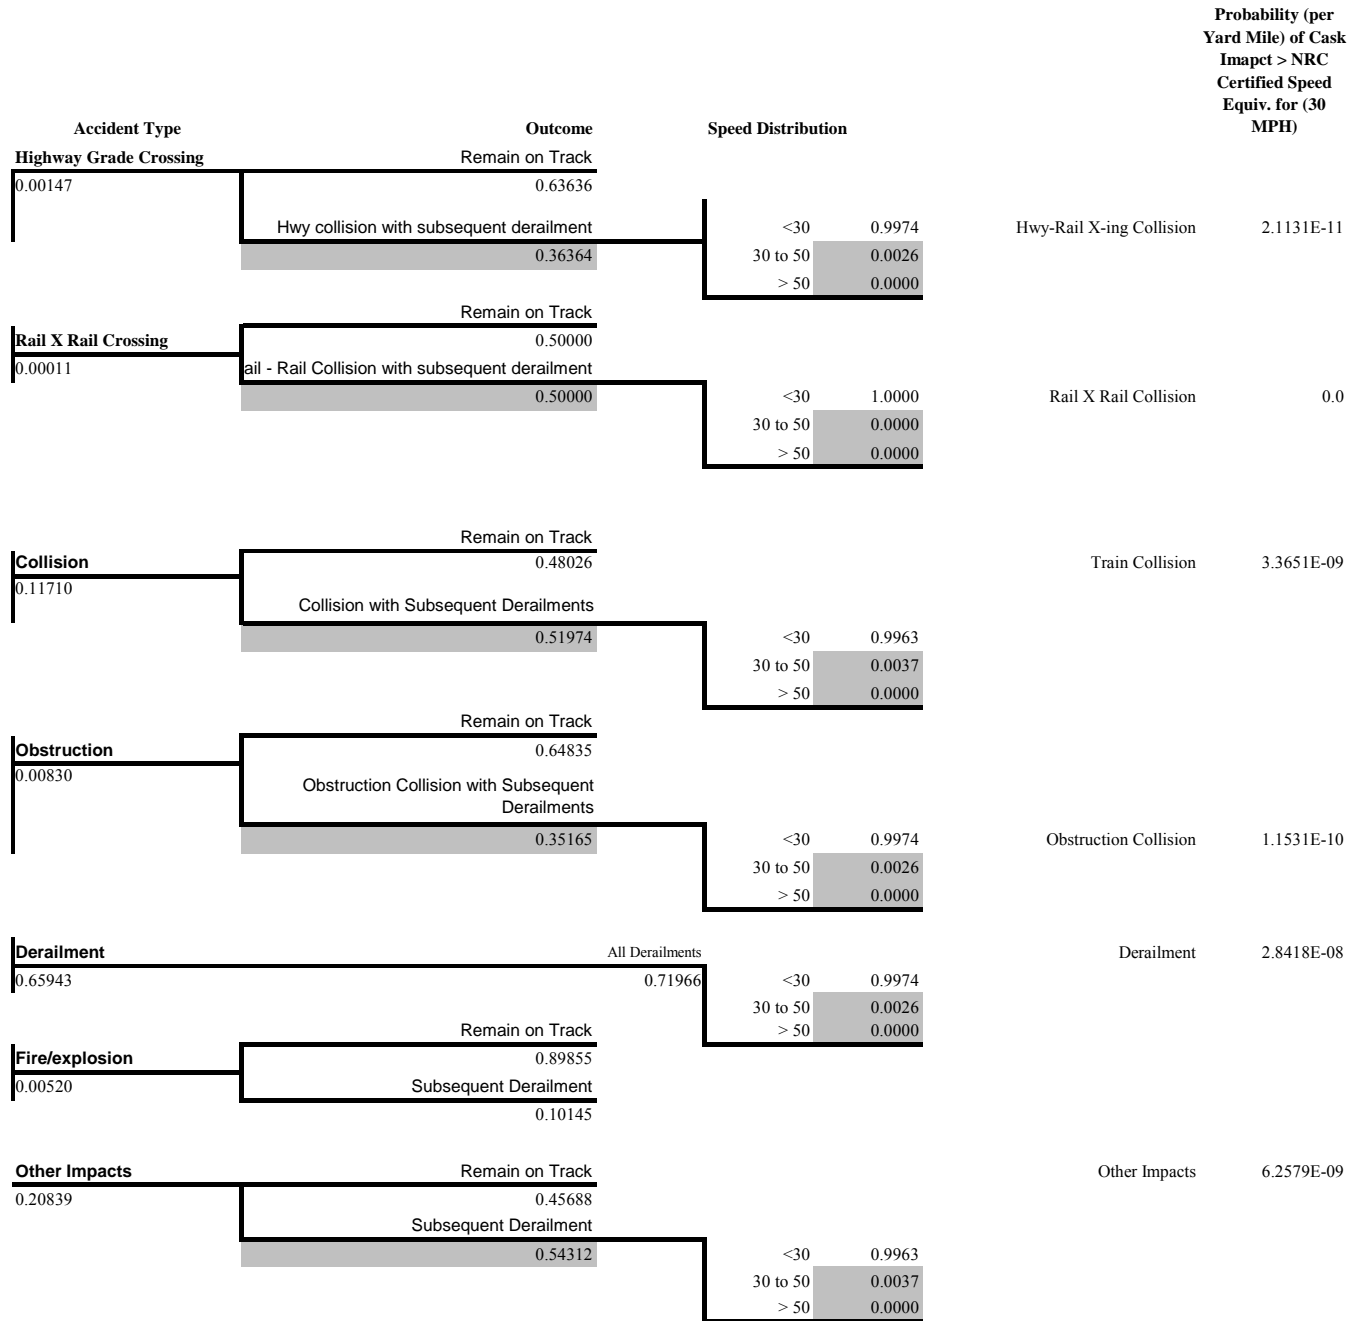 Probability (per
Yard Mile) of Cask
Imapct > NRC
Certified Speed
Equiv. for (30
MPH)
Accident Type Outcome Speed Distribution
Highway Grade Crossing Remain on Track
0.00147 0.63636
Hwy collision with subsequent derailment <30 0.9974 Hwy-Rail X-ing Collision 2.1131E-11
0.36364 30 to 50 0.0026
> 50 0.0000
Remain on Track
Rail X Rail Crossing 0.50000
0.00011 ail - Rail Collision with subsequent derailment
0.50000 <30 1.0000 Rail X Rail Collision 0.0
30 to 50 0.0000
> 50 0.0000
Remain on Track
Collision 0.48026 Train Collision 3.3651E-09
0.11710
Collision with Subsequent Derailments
0.51974 <30 0.9963
30 to 50 0.0037
> 50 0.0000
Remain on Track
Obstruction 0.64835
0.00830
Obstruction Collision with Subsequent
Derailments
0.35165 <30 0.9974 Obstruction Collision 1.1531E-10
30 to 50 0.0026
> 50 0.0000
Derailment All Derailments Derailment 2.8418E-08
0.65943 0.71966 <30 0.9974
30 to 50 0.0026
Remain on Track > 50 0.0000
Fire/explosion 0.89855
0.00520 Subsequent Derailment
0.10145
Other Impacts Remain on Track Other Impacts 6.2579E-09
0.20839 0.45688
Subsequent Derailment
0.54312 <30 0.9963
30 to 50 0.0037
> 50 0.0000